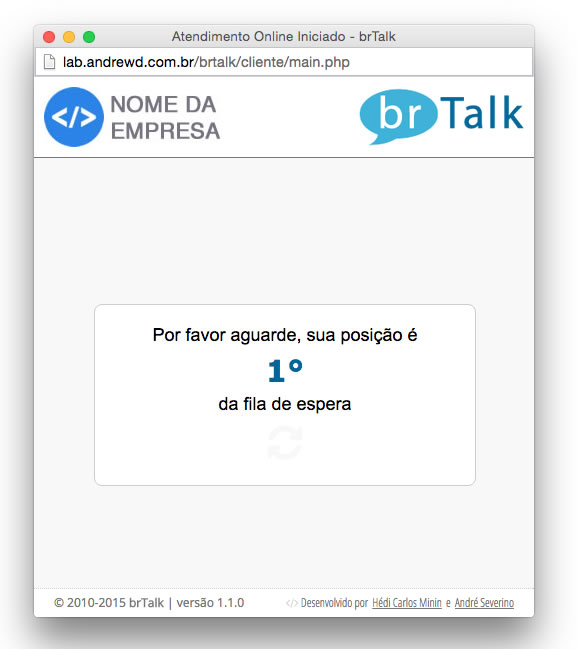 Atendimento Online Iniciado - brTalk
lab.andrewd.com.br/brtalk/cliente/main.php
</> NOME DA
EMPRESA
br Talk
Por favor aguarde, sua posição é
1°
da fila de espera
© 2010-2015 brTalk | versão 1.1.0
</> Desenvolvido por Hédi Carlos Minin e André Severino